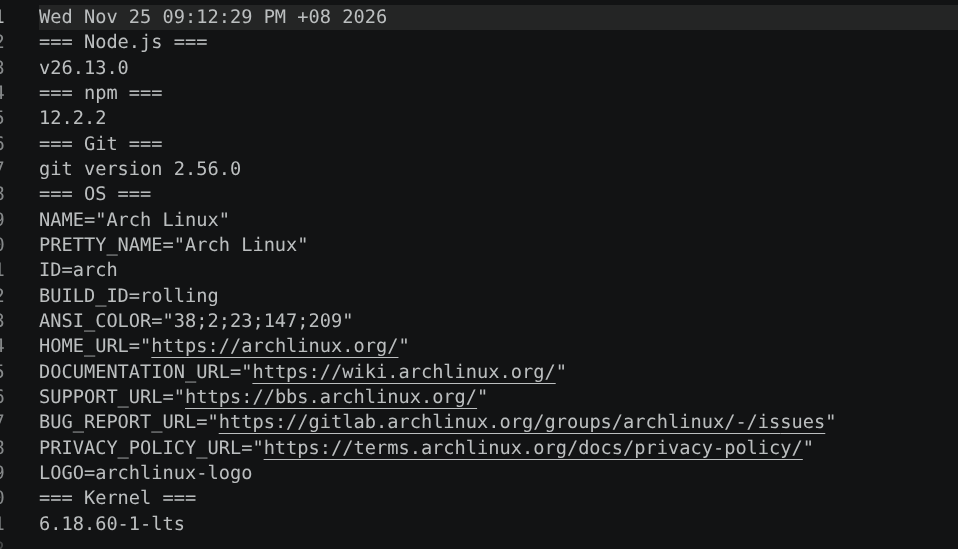 Wed Nov 25 09:12:29 PM +08 2026
=== Node.js ===
v26.13.0
=== npm ===
12.2.2
=== Git ===
git version 2.56.0
=== OS ===
NAME="Arch Linux"
PRETTY_NAME="Arch Linux"
ID=arch
BUILD_ID=rolling
ANSI_COLOR="38;2;23;147;209"
HOME_URL="https://archlinux.org/"
DOCUMENTATION_URL="https://wiki.archlinux.org/"
SUPPORT_URL="https://bbs.archlinux.org/"
BUG_REPORT_URL="https://gitlab.archlinux.org/groups/archlinux/-/issues"
PRIVACY_POLICY_URL="https://terms.archlinux.org/docs/privacy-policy/"
LOGO=archlinux-logo
=== Kernel ===
6.18.60-1-lts